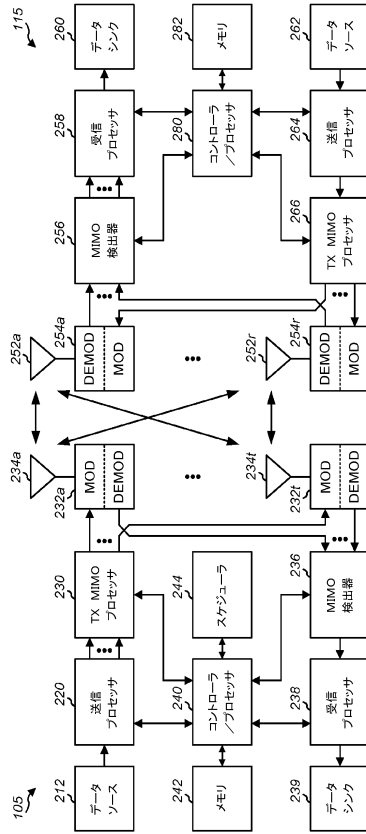 105
212
データ
ソース
220
送信
プロセッサ
230
TX MIMO
プロセッサ
232a
MOD
DEMOD
234a
242
メモリ
240
コントローラ
/プロセッサ
244
スケジューラ
239
データ
シンク
238
受信
プロセッサ
236
MIMO
検出器
232t
MOD
DEMOD
234t
115
252a
254a
DEMOD
MOD
256
MIMO
検出器
258
受信
プロセッサ
260
データ
シンク
280
コントローラ
/プロセッサ
282
メモリ
252r
254r
DEMOD
MOD
266
TX MIMO
プロセッサ
264
送信
プロセッサ
262
データ
ソース